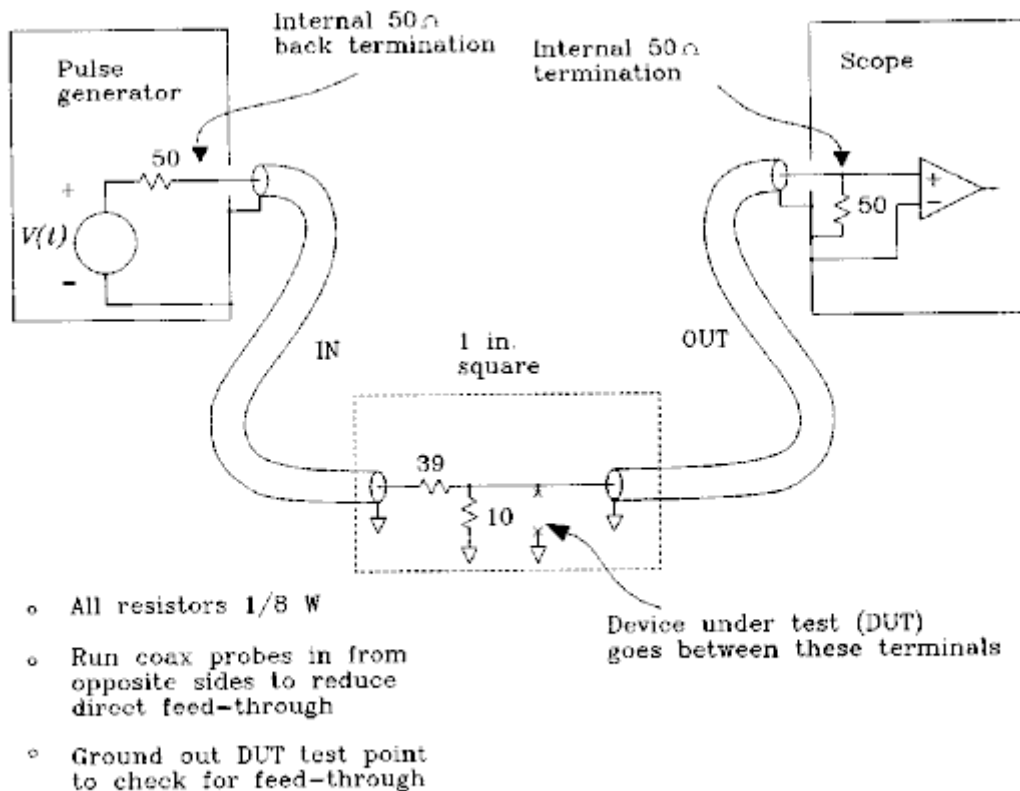 Internal 50Ω
back termination
Internal 50Ω
termination
Pulse
generator
Scope
50
+
V(t)
-
+
-
50
IN
1 in.
square
OUT
39
10
Device under test (DUT)
goes between these terminals
o All resistors 1/8 W
o Run coax probes in from
opposite sides to reduce
direct feed-through
o Ground out DUT test point
to check for feed-through